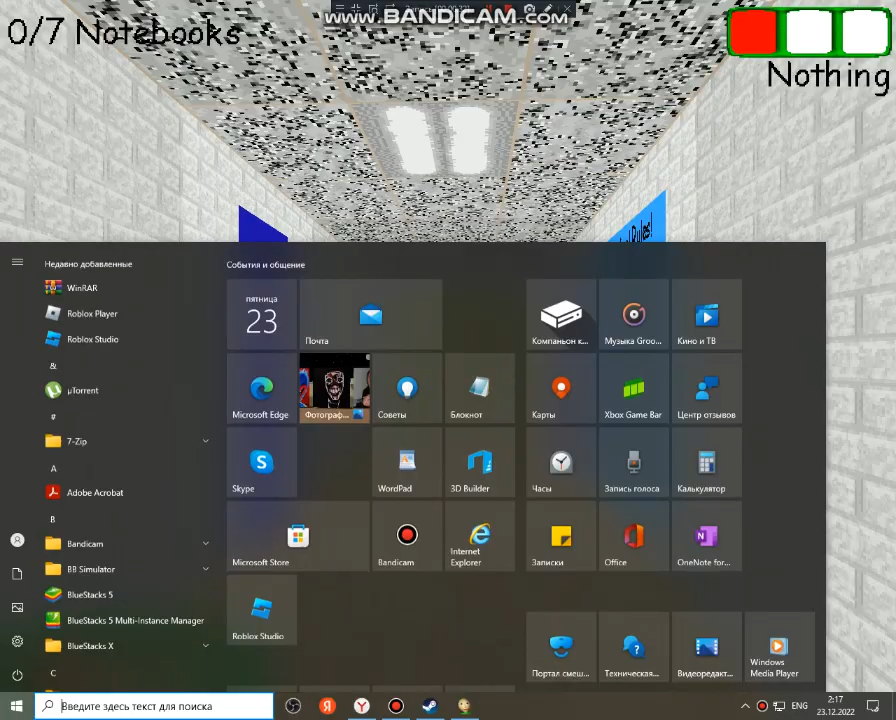 www.BANDICAM.com
0/7 Notebooks
Nothing
Rules!
Недавно добавленные
WinRAR
Roblox Player
Roblox Studio
&
µTorrent
#
7-Zip
A
Adobe Acrobat
B
Bandicam
BB Simulator
BlueStacks 5
BlueStacks 5 Multi-Instance Manager
BlueStacks X
C
События и общение
пятница
23
Почта
Компаньон к...
Музыка Groo...
Кино и ТВ
Microsoft Edge
Фотограф...
Советы
Блокнот
Карты
Xbox Game Bar
Центр отзывов
Skype
WordPad
3D Builder
Часы
Запись голоса
Калькулятор
Microsoft Store
Bandicam
Internet
Explorer
Записки
Office
OneNote for...
Roblox Studio
Портал смеш...
Техническая...
Видеоредакт...
Windows
Media Player
Введите здесь текст для поиска
ENG
2:17
23.12.2022